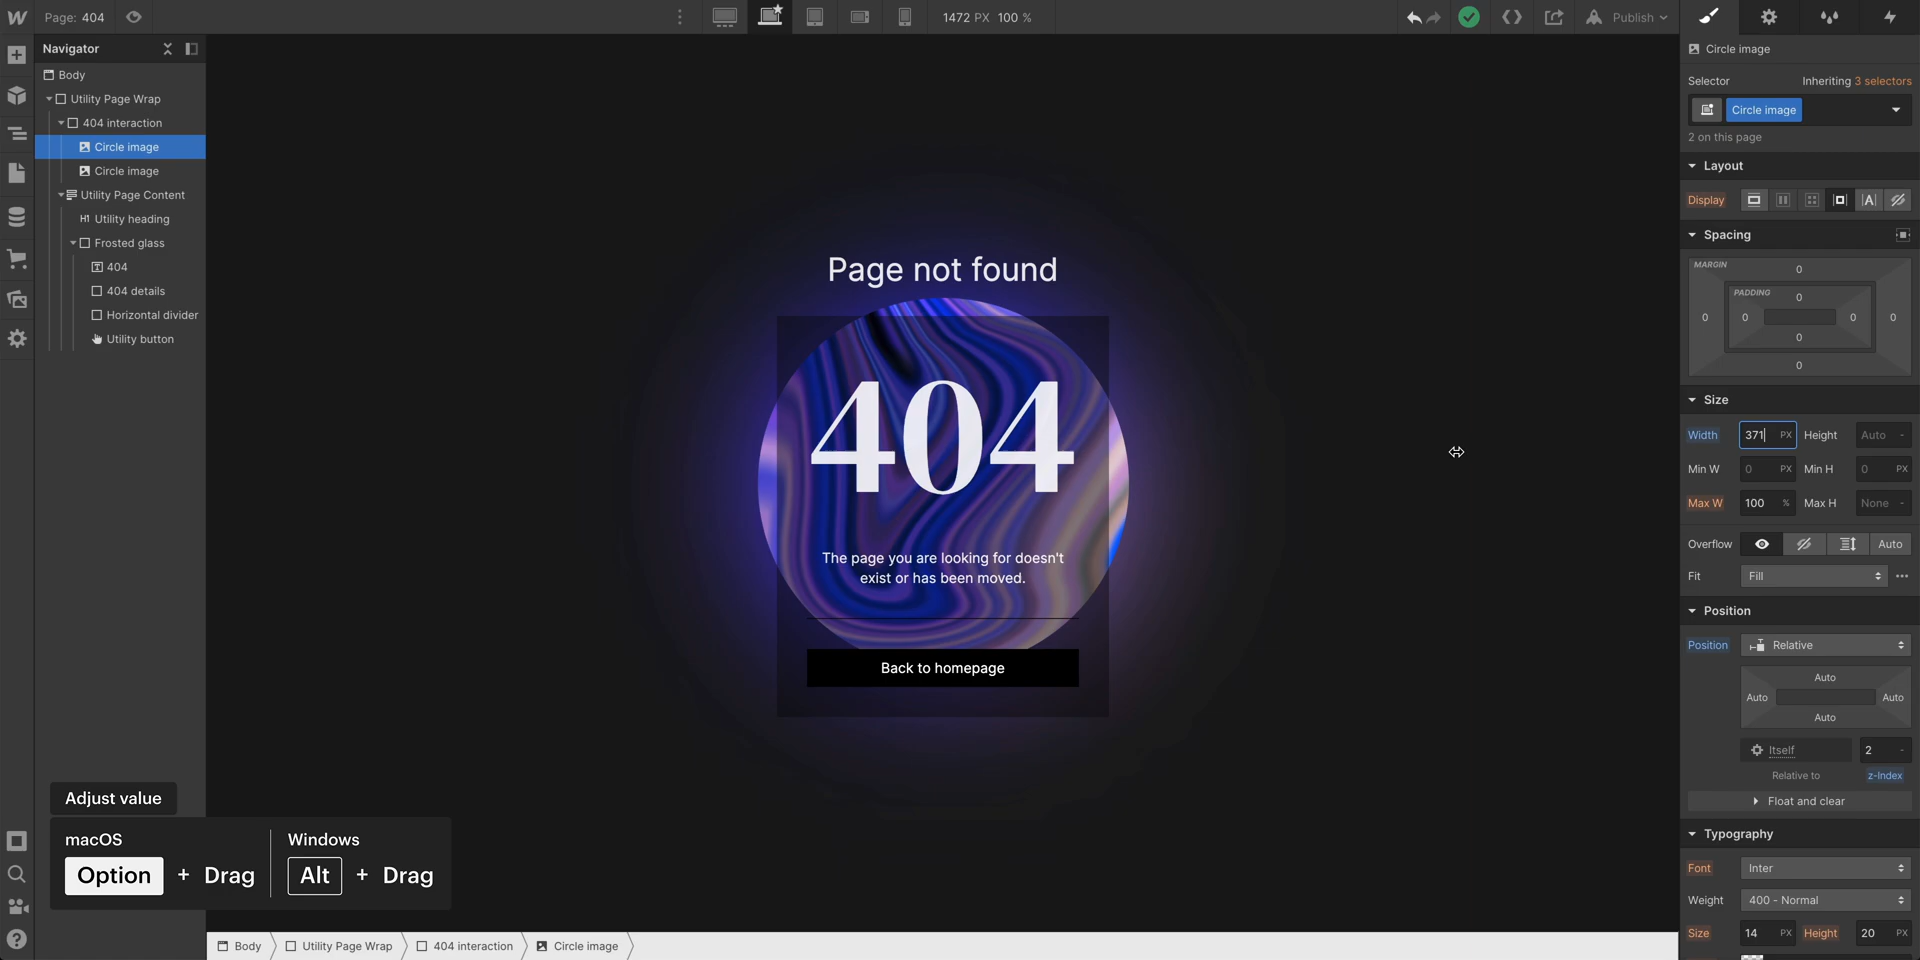 Page: 404
1472 PX 100 %
Publish
Navigator
Body
Utility Page Wrap
404 interaction
Circle image
Circle image
Utility Page Content
H1 Utility heading
Frosted glass
404
404 details
Horizontal divider
Utility button
Page not found
404
The page you are looking for doesn't
exist or has been moved.
Back to homepage
Adjust value
macOS
Option + Drag
Windows
Alt + Drag
Body
Utility Page Wrap
404 interaction
Circle image
Circle image
Selector Inheriting 3 selectors
Circle image
2 on this page
Layout
Display
Spacing
MARGIN
0
PADDING
0
0 0 0 0
0
0
Size
Width 371 PX Height Auto -
Min W 0 PX Min H 0 PX
Max W 100 % Max H None -
Overflow Auto
Fit Fill
Position
Position Relative
Auto
Auto Auto
Auto
Itself 2 -
Relative to z-Index
Float and clear
Typography
Font Inter
Weight 400 - Normal
Size 14 PX Height 20 PX